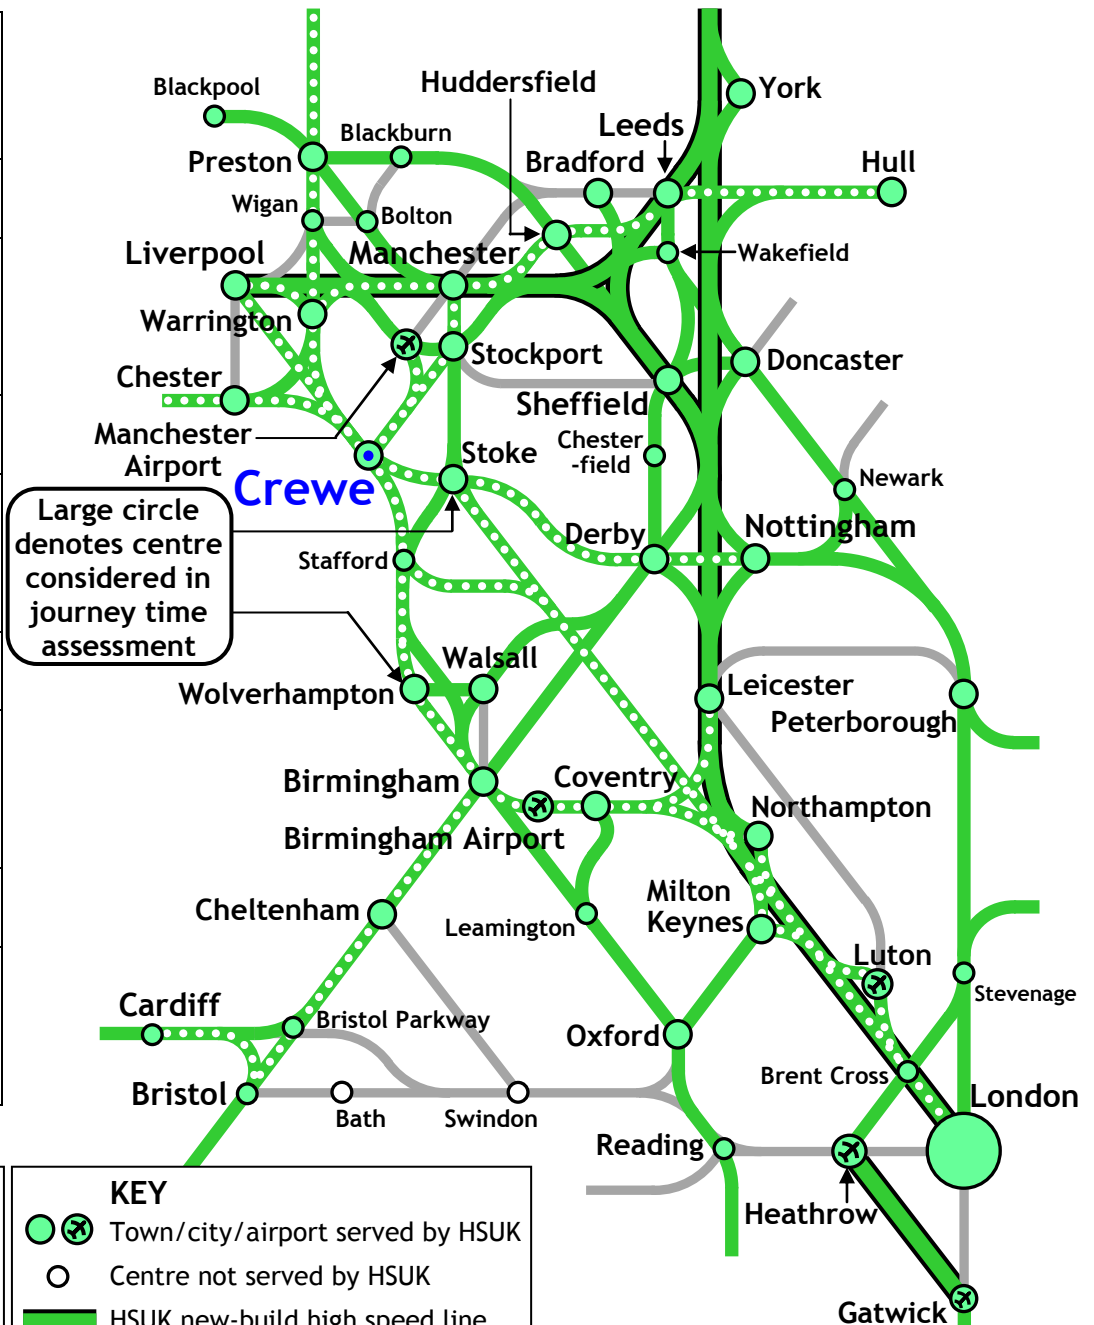 Blackpool
Huddersfield
York
Blackburn
Leeds
Preston
Bradford
Hull
Wigan
Bolton
Liverpool
Manchester
Wakefield
Warrington
Stockport
Doncaster
Chester
Sheffield
Manchester
Airport
Chester
-field
Stoke
Crewe
Newark
Large circle
denotes centre
considered in
journey time
assessment
Derby
Nottingham
Stafford
Walsall
Wolverhampton
Leicester
Peterborough
Birmingham
Coventry
Northampton
Birmingham Airport
Milton
Keynes
Cheltenham
Leamington
Luton
Stevenage
Cardiff
Bristol Parkway
Oxford
Brent Cross
London
Bristol
Bath
Swindon
Reading
Heathrow
Gatwick
KEY
Town/city/airport served by HSUK
Centre not served by HSUK
HSUK new-build high speed line